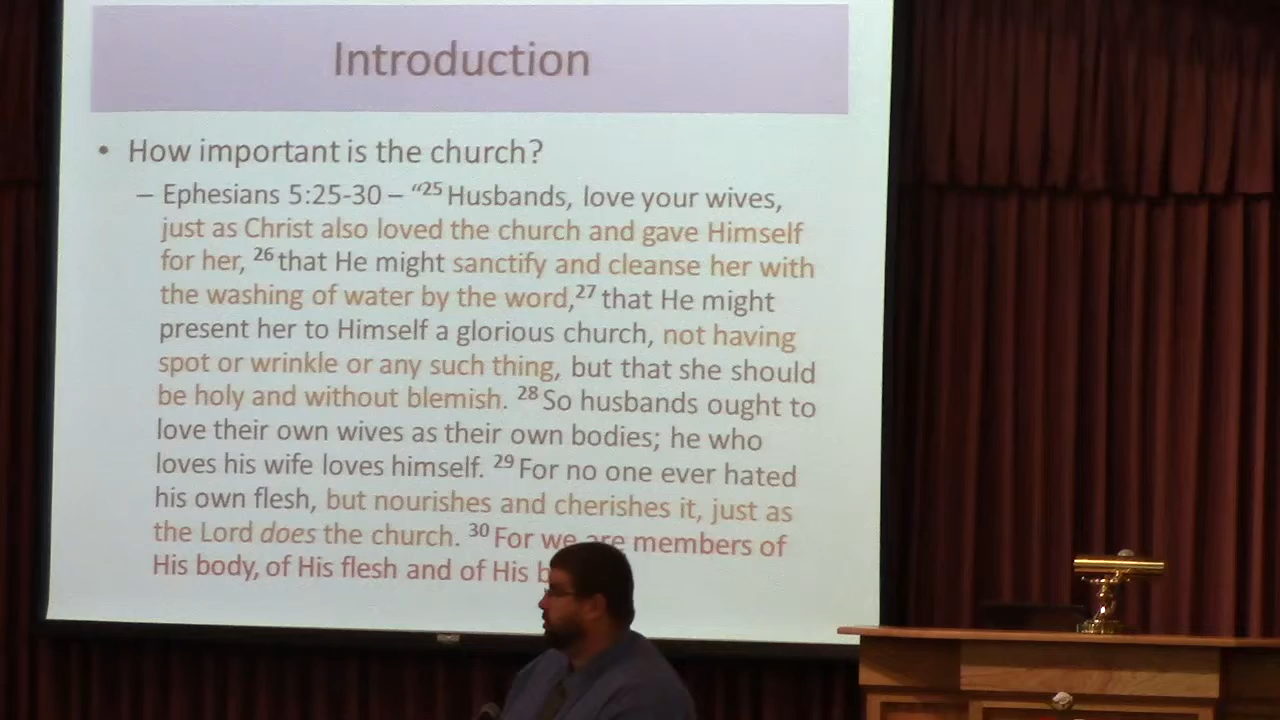 Introduction
• How important is the church?
– Ephesians 5:25-30 – “25 Husbands, love your wives,
just as Christ also loved the church and gave Himself
for her, 26 that He might sanctify and cleanse her with
the washing of water by the word,27 that He might
present her to Himself a glorious church, not having
spot or wrinkle or any such thing, but that she should
be holy and without blemish. 28 So husbands ought to
love their own wives as their own bodies; he who
loves his wife loves himself. 29 For no one ever hated
his own flesh, but nourishes and cherishes it, just as
the Lord does the church. 30 For we are members of
His body, of His flesh and of His